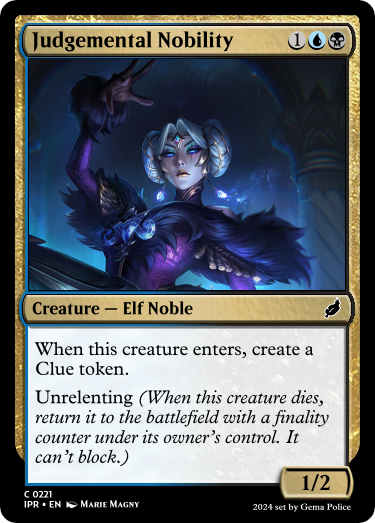 Judgemental Nobility 1
Creature — Elf Noble
When this creature enters, create a
Clue token.
Unrelenting (When this creature dies,
return it to the battlefield with a finality
counter under its owner's control. It
can't block.)
1/2
C 0221
IPR • EN Marie Magny
2024 set by Gema Police